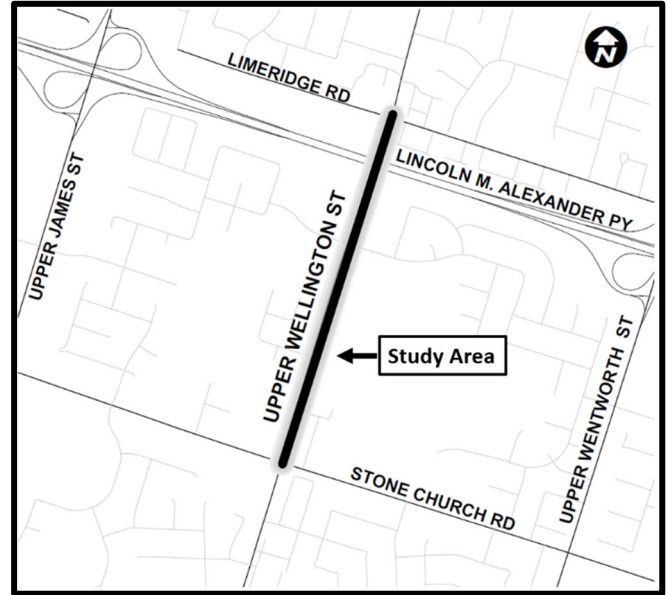 N
LIMERIDGE RD
LINCOLN M. ALEXANDER PY
UPPER JAMES ST
UPPER WELLINGTON ST
Study Area
UPPER WENTWORTH ST
STONE CHURCH RD